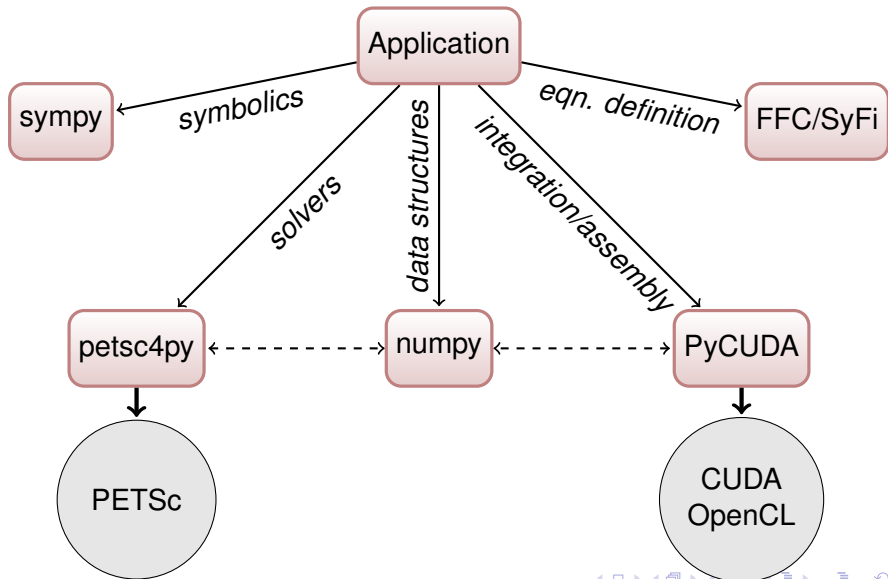 Application
sympy
symbolics
eqn. definition
FFC/SyFi
solvers
data structures
integration/assembly
petsc4py
numpy
PyCUDA
PETSc
CUDA
OpenCL